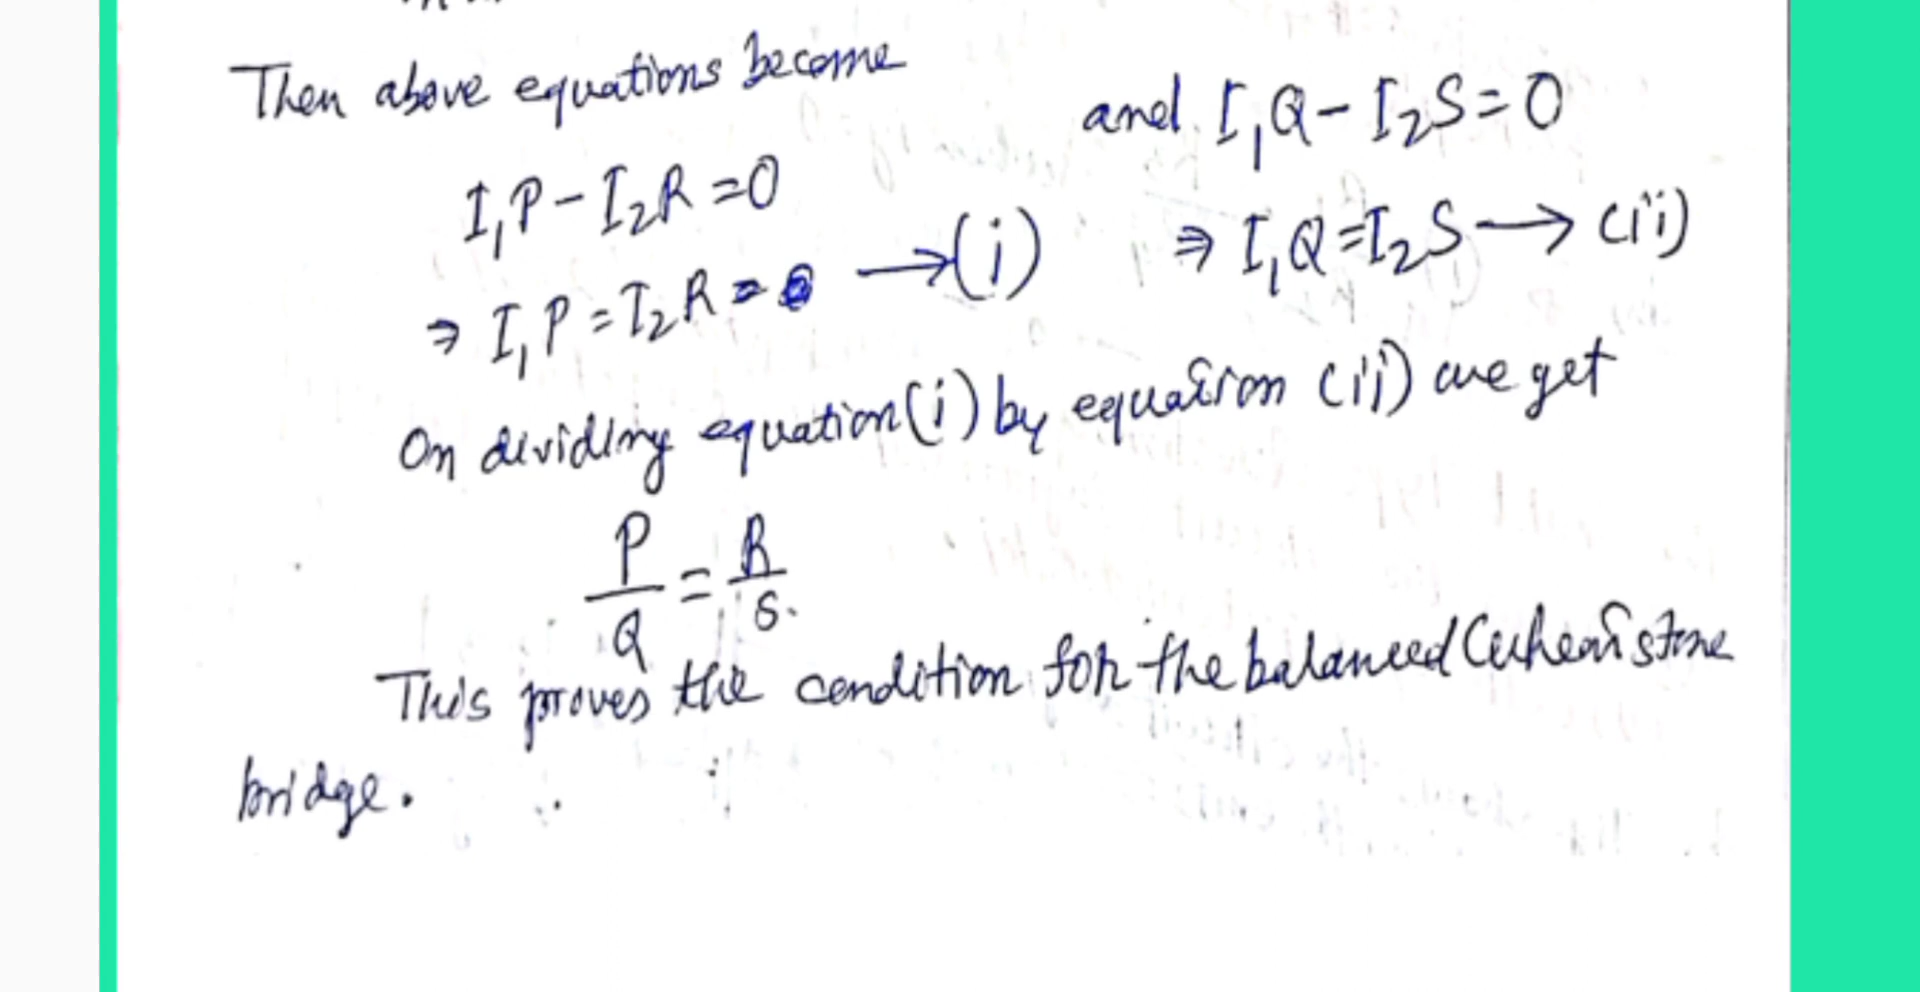 Then above equations become
I₁P - I₂R = 0
and I₁Q - I₂S = 0
⇒ I₁P = I₂R = →(i)
⇒ I₁Q = I₂S → (ii)
On dividing equation (i) by equation (ii) we get
P/Q = R/S.
This proves the condition for the balanced Wheatstone
bridge.